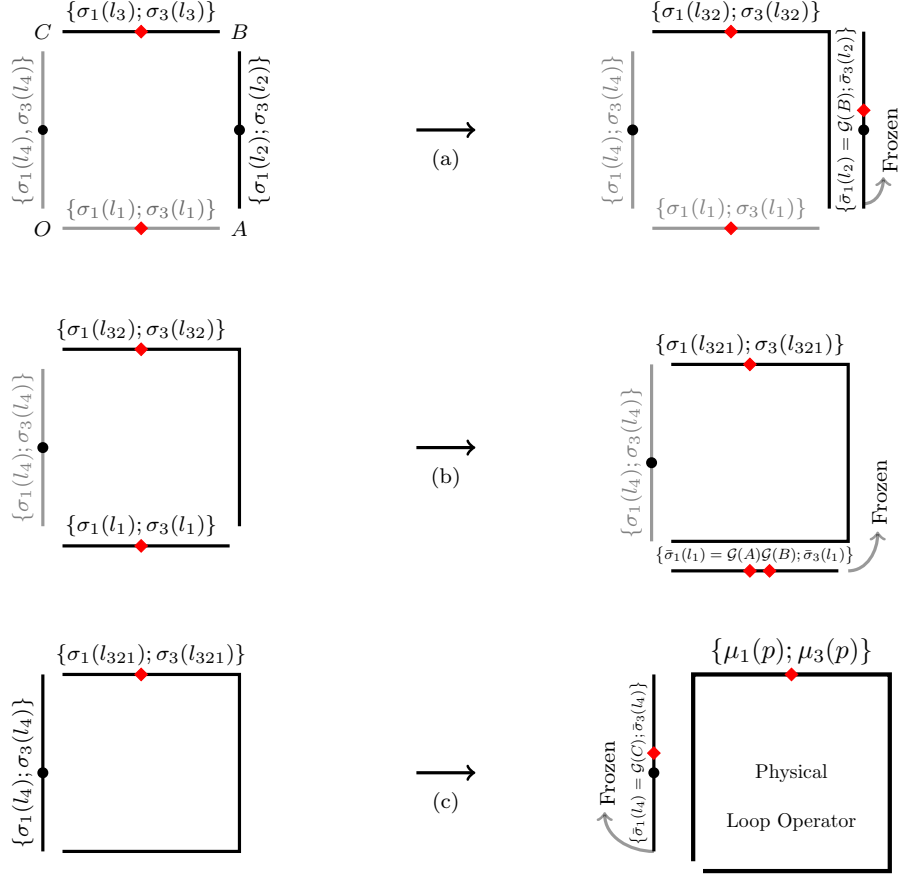 {σ₁(l₃); σ₃(l₃)}
C
B
{σ₁(l₄), σ₃(l₄)}
{σ₁(l₂); σ₃(l₂)}
{σ₁(l₁); σ₃(l₁)}
O
A
(a)
{σ₁(l₃₂); σ₃(l₃₂)}
{σ₁(l₄); σ₃(l₄)}
{σ̄₁(l₂) = 𝒢(B); σ̄₃(l₂)}
Frozen
{σ₁(l₁); σ₃(l₁)}
{σ₁(l₃₂); σ₃(l₃₂)}
{σ₁(l₄); σ₃(l₄)}
{σ₁(l₁); σ₃(l₁)}
(b)
{σ₁(l₃₂₁); σ₃(l₃₂₁)}
{σ₁(l₄); σ₃(l₄)}
Frozen
{σ̄₁(l₁) = 𝒢(A)𝒢(B); σ̄₃(l₁)}
{σ₁(l₃₂₁); σ₃(l₃₂₁)}
{σ₁(l₄); σ₃(l₄)}
(c)
{μ₁(p); μ₃(p)}
Frozen
{σ̄₁(l₄) = 𝒢(C); σ̄₃(l₄)}
Physical
Loop Operator